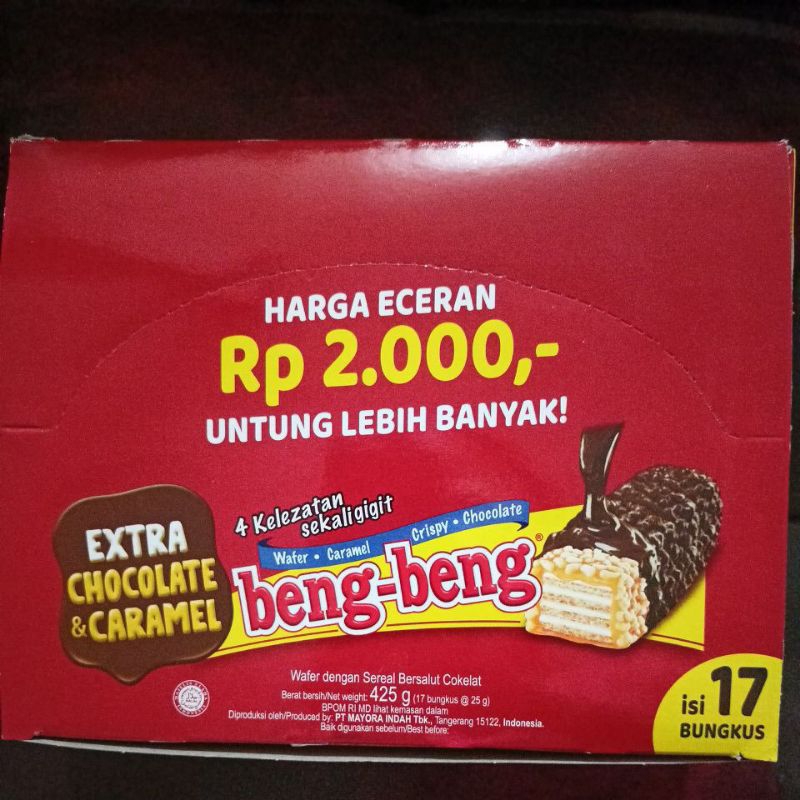 HARGA ECERAN
Rp 2.000,-
UNTUNG LEBIH BANYAK!
4 Kelezatan
sekali gigit
Wafer • Caramel Crispy • Chocolate
beng-beng®
EXTRA
CHOCOLATE
& CARAMEL
Wafer dengan Sereal Bersalut Cokelat
Berat bersih/Net weight: 425 g (17 bungkus @ 25 g)
BPOM RI MD lihat kemasan dalam
Diproduksi oleh/Produced by: PT MAYORA INDAH Tbk., Tangerang 15122, Indonesia.
Baik digunakan sebelum/Best before:
isi 17
BUNGKUS